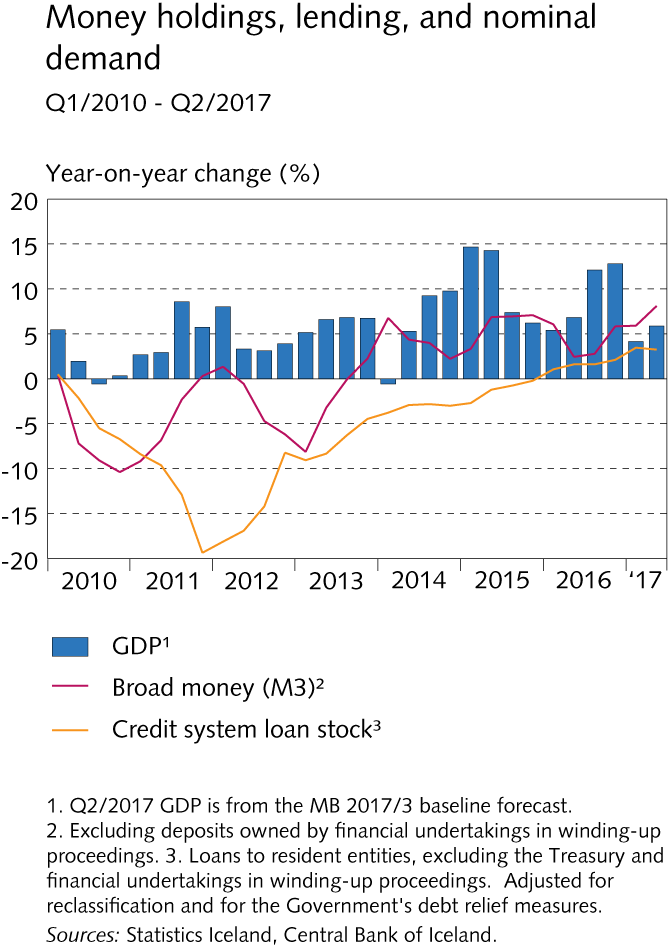 Money holdings, lending, and nominal
demand
Q1/2010 - Q2/2017
Year-on-year change (%)
20
15
10
5
0
-5
-10
-15
-20
2010 2011 2012 2013 2014 2015 2016 '17
GDP¹
Broad money (M3)²
Credit system loan stock³
1. Q2/2017 GDP is from the MB 2017/3 baseline forecast.
2. Excluding deposits owned by financial undertakings in winding-up
proceedings. 3. Loans to resident entities, excluding the Treasury and
financial undertakings in winding-up proceedings.  Adjusted for
reclassification and for the Government's debt relief measures.
Sources: Statistics Iceland, Central Bank of Iceland.